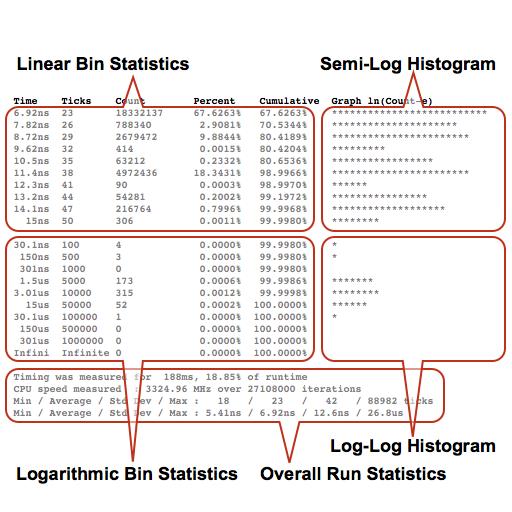 Linear Bin Statistics Semi-Log Histogram
Time Ticks Count Percent Cumulative Graph ln(Count-e)
6.92ns 23 18332137 67.6263% 67.6263% **************************
7.82ns 26 788340 2.9081% 70.5344% *********************
8.72ns 29 2679472 9.8844% 80.4189% ***********************
9.62ns 32 414 0.0015% 80.4204% *********
10.5ns 35 63212 0.2332% 80.6536% *****************
11.4ns 38 4972436 18.3431% 98.9966% ***********************
12.3ns 41 90 0.0003% 98.9970% ******
13.2ns 44 54281 0.2002% 99.1972% ****************
14.1ns 47 216764 0.7996% 99.9968% *******************
15ns 50 306 0.0011% 99.9980% ********
30.1ns 100 4 0.0000% 99.9980% *
150ns 500 3 0.0000% 99.9980% *
301ns 1000 0 0.0000% 99.9980%
1.5us 5000 173 0.0006% 99.9986% *******
3.01us 10000 315 0.0012% 99.9998% ********
15us 50000 52 0.0002% 100.0000% ******
30.1us 100000 1 0.0000% 100.0000% *
150us 500000 0 0.0000% 100.0000%
301us 1000000 0 0.0000% 100.0000%
Infini Infinite 0 0.0000% 100.0000%
Timing was measured for 188ms, 18.85% of runtime
CPU speed measured : 3324.96 MHz over 27108000 iterations
Min / Average / Std Dev / Max : 18 / 23 / 42 / 88982 ticks
Min / Average / Std Dev / Max : 5.41ns / 6.92ns / 12.6ns / 26.8us
Log-Log Histogram
Logarithmic Bin Statistics Overall Run Statistics